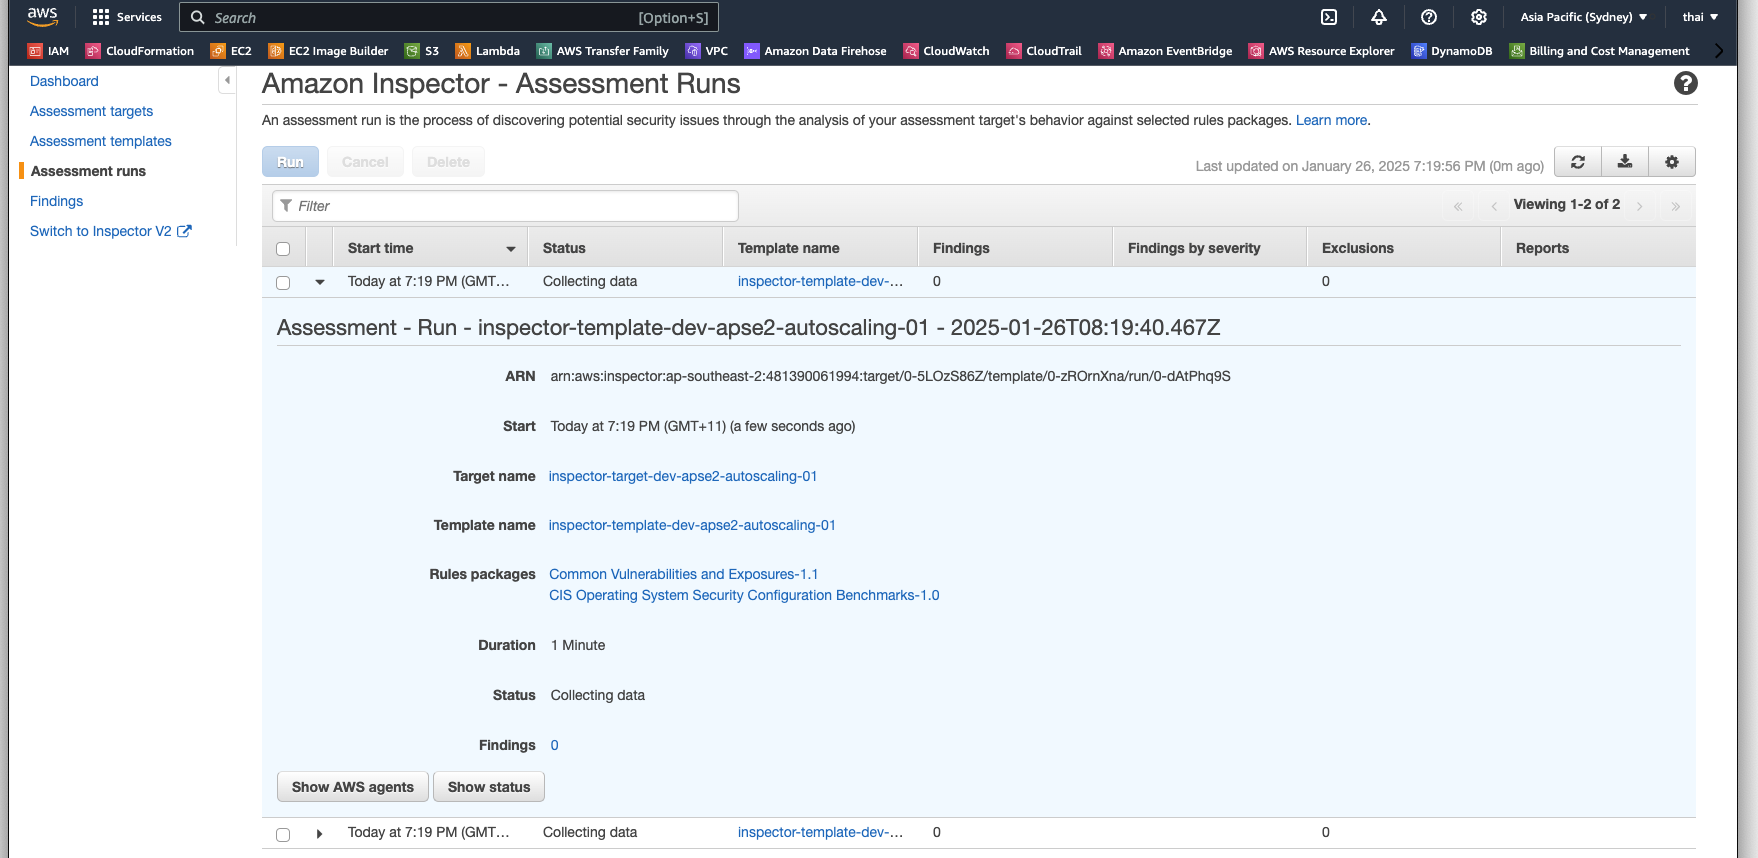 aws
Services
Search
[Option+S]
Asia Pacific (Sydney)
thai
IAM
CloudFormation
EC2
EC2 Image Builder
S3
Lambda
AWS Transfer Family
VPC
Amazon Data Firehose
CloudWatch
CloudTrail
Amazon EventBridge
AWS Resource Explorer
DynamoDB
Billing and Cost Management
Dashboard
Assessment targets
Assessment templates
Assessment runs
Findings
Switch to Inspector V2
Amazon Inspector - Assessment Runs
An assessment run is the process of discovering potential security issues through the analysis of your assessment target's behavior against selected rules packages. Learn more.
Run
Cancel
Delete
Last updated on January 26, 2025 7:19:56 PM (0m ago)
Filter
« ‹ Viewing 1-2 of 2 › »
Start time
Status
Template name
Findings
Findings by severity
Exclusions
Reports
Today at 7:19 PM (GMT...
Collecting data
inspector-template-dev-...
0
0
Assessment - Run - inspector-template-dev-apse2-autoscaling-01 - 2025-01-26T08:19:40.467Z
ARN arn:aws:inspector:ap-southeast-2:481390061994:target/0-5LOzS86Z/template/0-zROrnXna/run/0-dAtPhq9S
Start Today at 7:19 PM (GMT+11) (a few seconds ago)
Target name inspector-target-dev-apse2-autoscaling-01
Template name inspector-template-dev-apse2-autoscaling-01
Rules packages Common Vulnerabilities and Exposures-1.1
CIS Operating System Security Configuration Benchmarks-1.0
Duration 1 Minute
Status Collecting data
Findings 0
Show AWS agents
Show status
Today at 7:19 PM (GMT...
Collecting data
inspector-template-dev-...
0
0